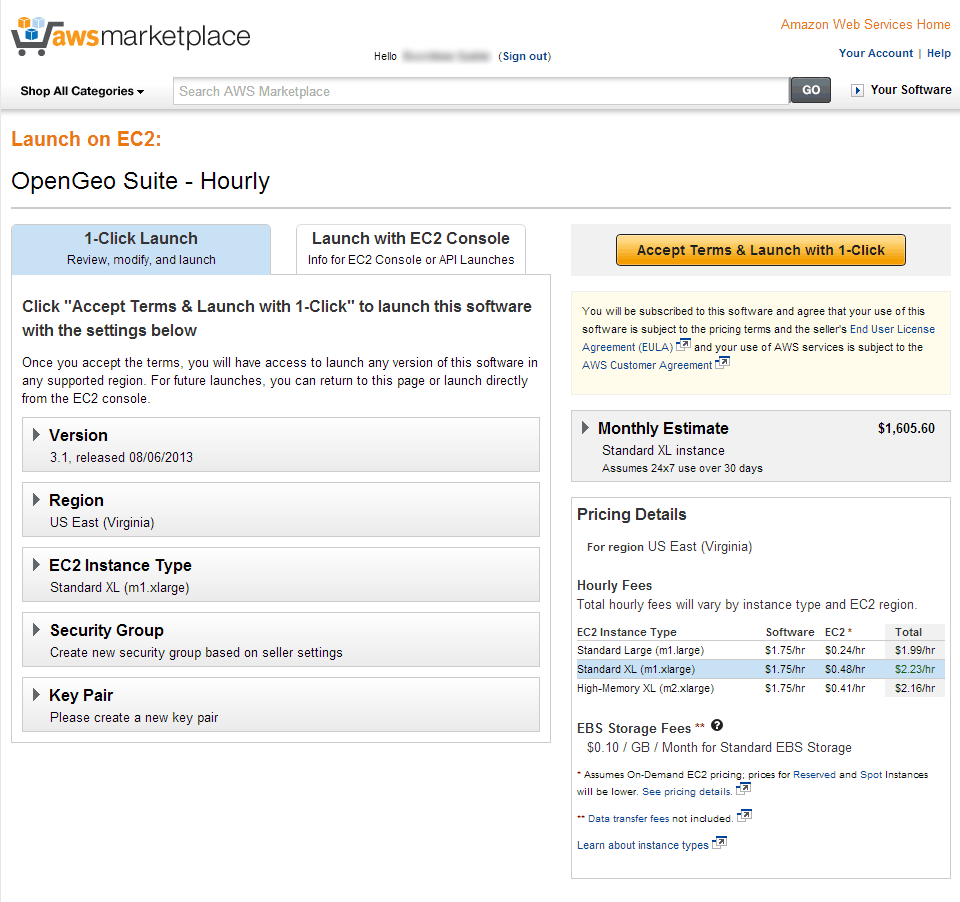 awsmarketplace
Amazon Web Services Home
Hello (Sign out)
Your Account | Help
Shop All Categories
Search AWS Marketplace
GO
Your Software
Launch on EC2:
OpenGeo Suite - Hourly
1-Click Launch
Review, modify, and launch
Launch with EC2 Console
Info for EC2 Console or API Launches
Click "Accept Terms & Launch with 1-Click" to launch this software
with the settings below
Once you accept the terms, you will have access to launch any version of this software in
any supported region. For future launches, you can return to this page or launch directly
from the EC2 console.
Version
3.1, released 08/06/2013
Region
US East (Virginia)
EC2 Instance Type
Standard XL (m1.xlarge)
Security Group
Create new security group based on seller settings
Key Pair
Please create a new key pair
Accept Terms & Launch with 1-Click
You will be subscribed to this software and agree that your use of this
software is subject to the pricing terms and the seller's End User License
Agreement (EULA) and your use of AWS services is subject to the
AWS Customer Agreement
Monthly Estimate $1,605.60
Standard XL instance
Assumes 24x7 use over 30 days
Pricing Details
For region US East (Virginia)
Hourly Fees
Total hourly fees will vary by instance type and EC2 region.
EC2 Instance Type Software EC2 * Total
Standard Large (m1.large) $1.75/hr $0.24/hr $1.99/hr
Standard XL (m1.xlarge) $1.75/hr $0.48/hr $2.23/hr
High-Memory XL (m2.xlarge) $1.75/hr $0.41/hr $2.16/hr
EBS Storage Fees ** ?
$0.10 / GB / Month for Standard EBS Storage
* Assumes On-Demand EC2 pricing; prices for Reserved and Spot Instances
will be lower. See pricing details.
** Data transfer fees not included.
Learn about instance types